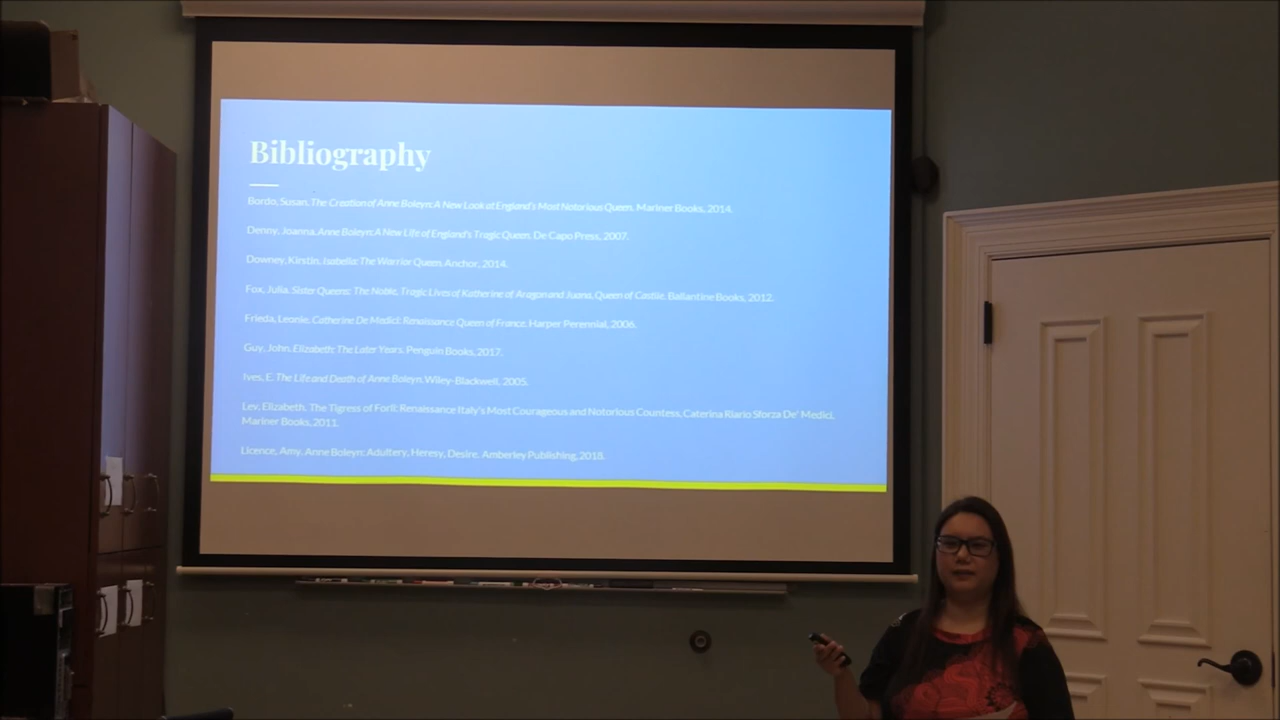 Bibliography
Bordo, Susan. The Creation of Anne Boleyn: A New Look at England's Most Notorious Queen. Mariner Books, 2014.
Denny, Joanna. Anne Boleyn: A New Life of England's Tragic Queen. De Capo Press, 2007.
Downey, Kirstin. Isabella: The Warrior Queen. Anchor, 2014.
Fox, Julia. Sister Queens: The Noble, Tragic Lives of Katherine of Aragon and Juana, Queen of Castile. Ballantine Books, 2012.
Frieda, Leonie. Catherine De Medici: Renaissance Queen of France. Harper Perennial, 2006.
Guy, John. Elizabeth: The Later Years. Penguin Books, 2017.
Ives, E. The Life and Death of Anne Boleyn. Wiley-Blackwell, 2005.
Lev, Elizabeth. The Tigress of Forli: Renaissance Italy's Most Courageous and Notorious Countess, Caterina Riario Sforza De' Medici.
Mariner Books, 2011.
Licence, Amy. Anne Boleyn: Adultery, Heresy, Desire. Amberley Publishing, 2018.